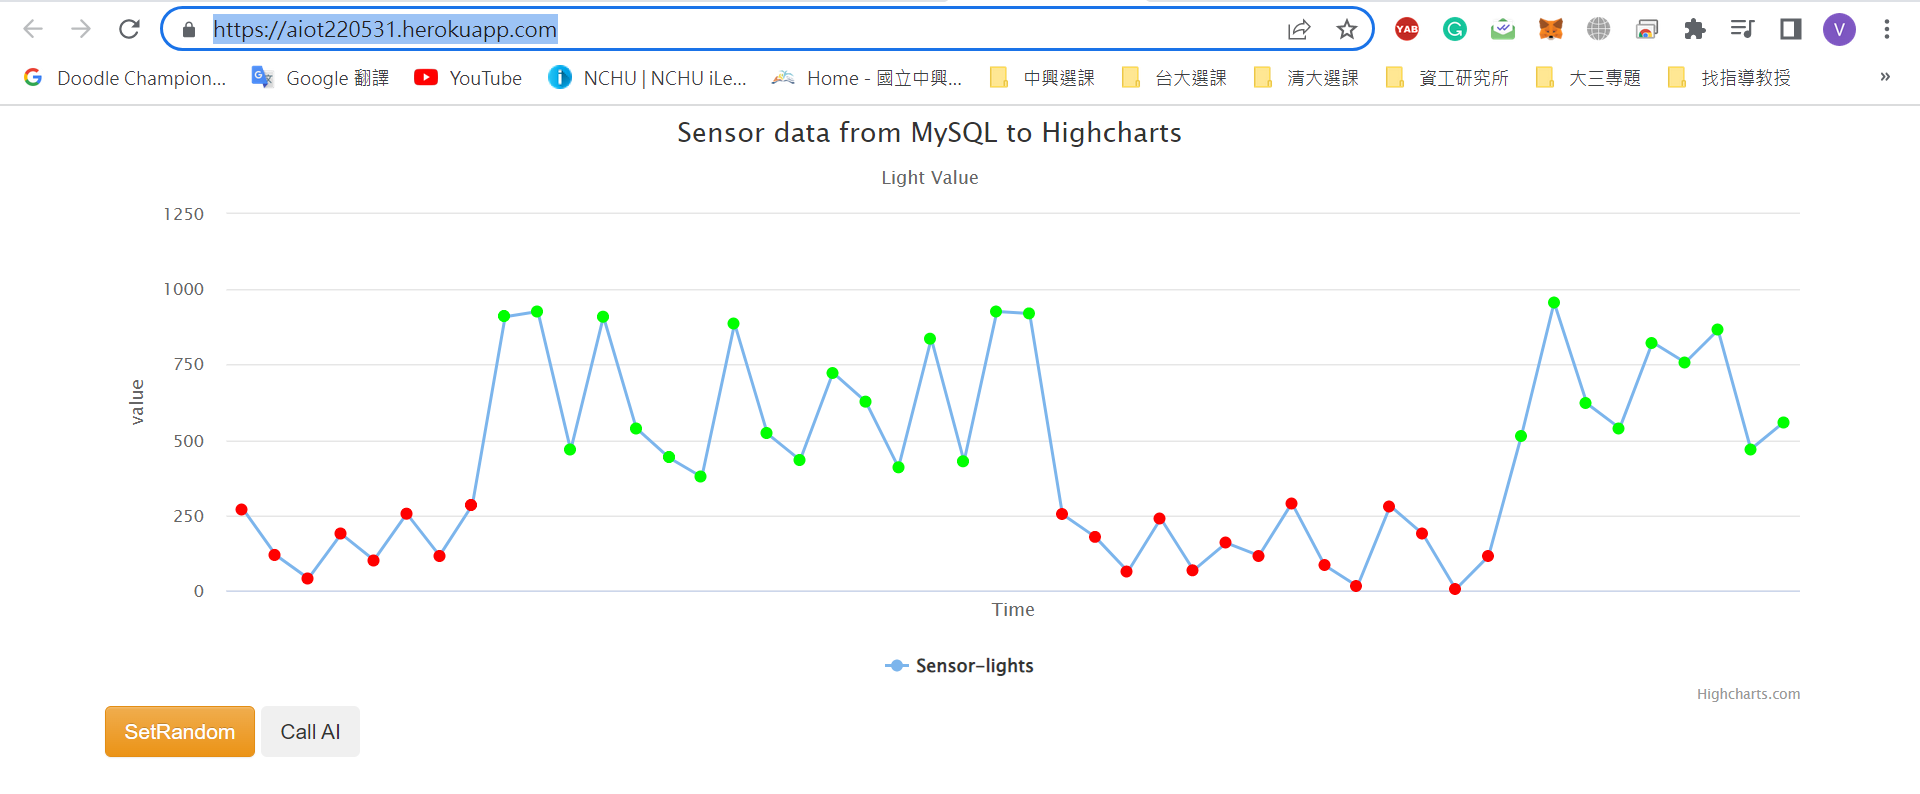 https://aiot220531.herokuapp.com
YAB
V
Doodle Champion...
Google 翻譯
YouTube
NCHU | NCHU iLe...
Home - 國立中興...
中興選課
台大選課
清大選課
資工研究所
大三專題
找指導教授
»
Sensor data from MySQL to Highcharts
Light Value
1250
1000
750
500
250
0
value
Time
Sensor-lights
Highcharts.com
SetRandom
Call AI